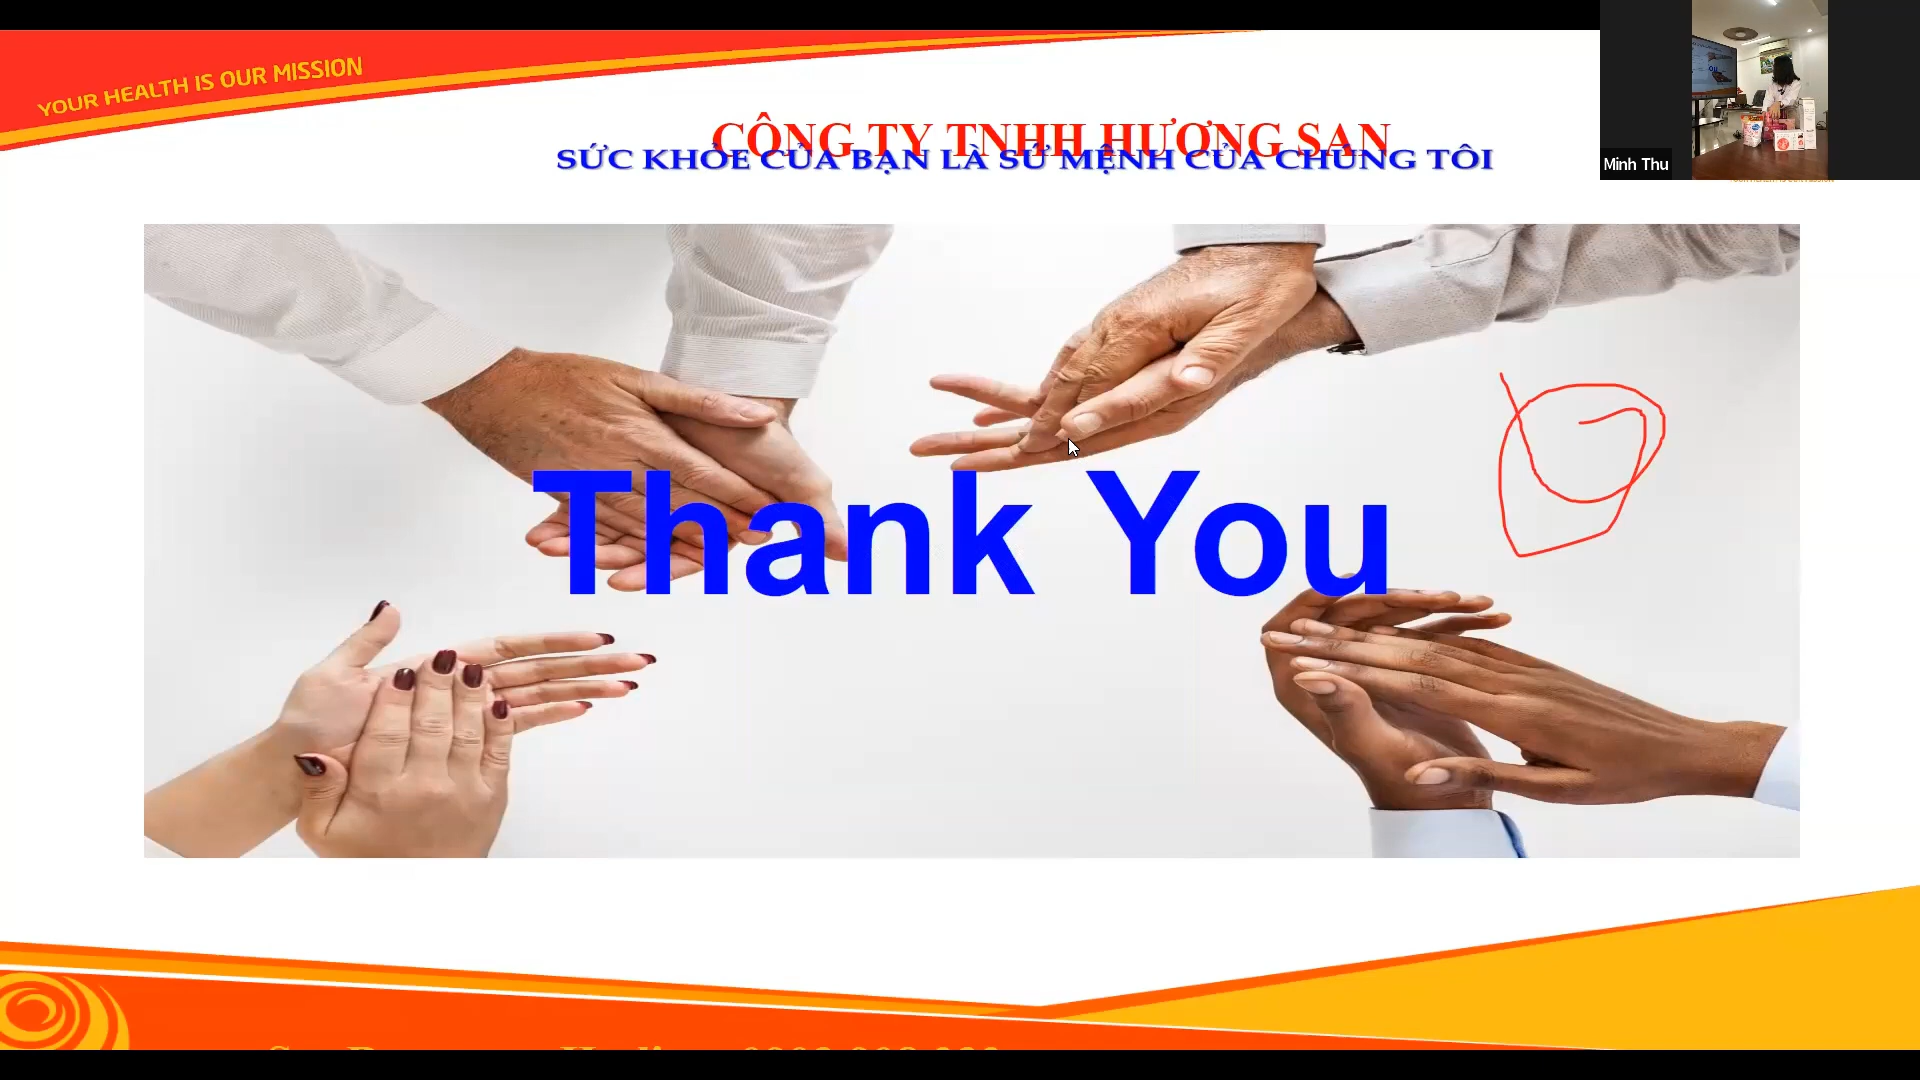 YOUR HEALTH IS OUR MISSION
CÔNG TY TNHH HƯƠNG SAN
SỨC KHỎE CỦA BẠN LÀ SỨ MỆNH CỦA CHÚNG TÔI
Minh Thu
Thank You